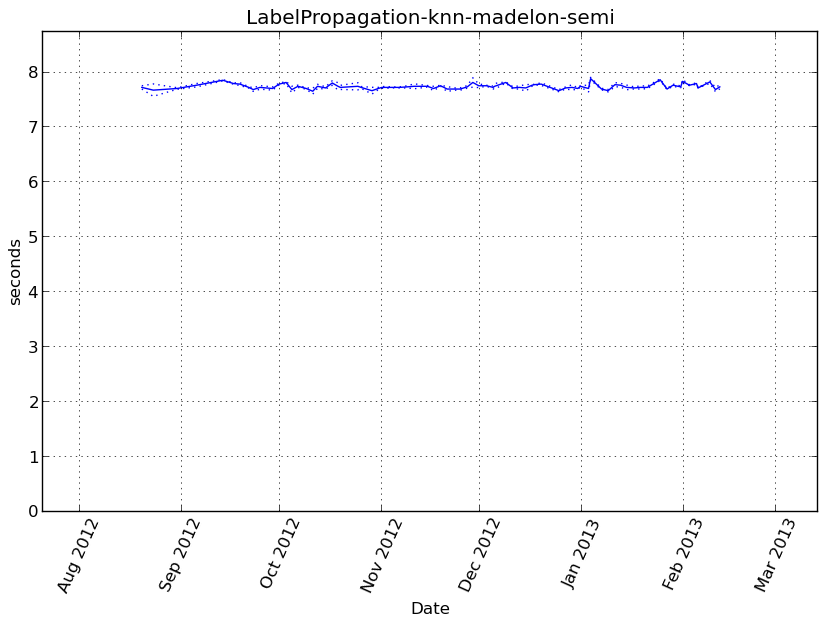 LabelPropagation-knn-madelon-semi
8
7
6
5
4
3
2
1
0
seconds
Aug 2012
Sep 2012
Oct 2012
Nov 2012
Dec 2012
Jan 2013
Feb 2013
Mar 2013
Date